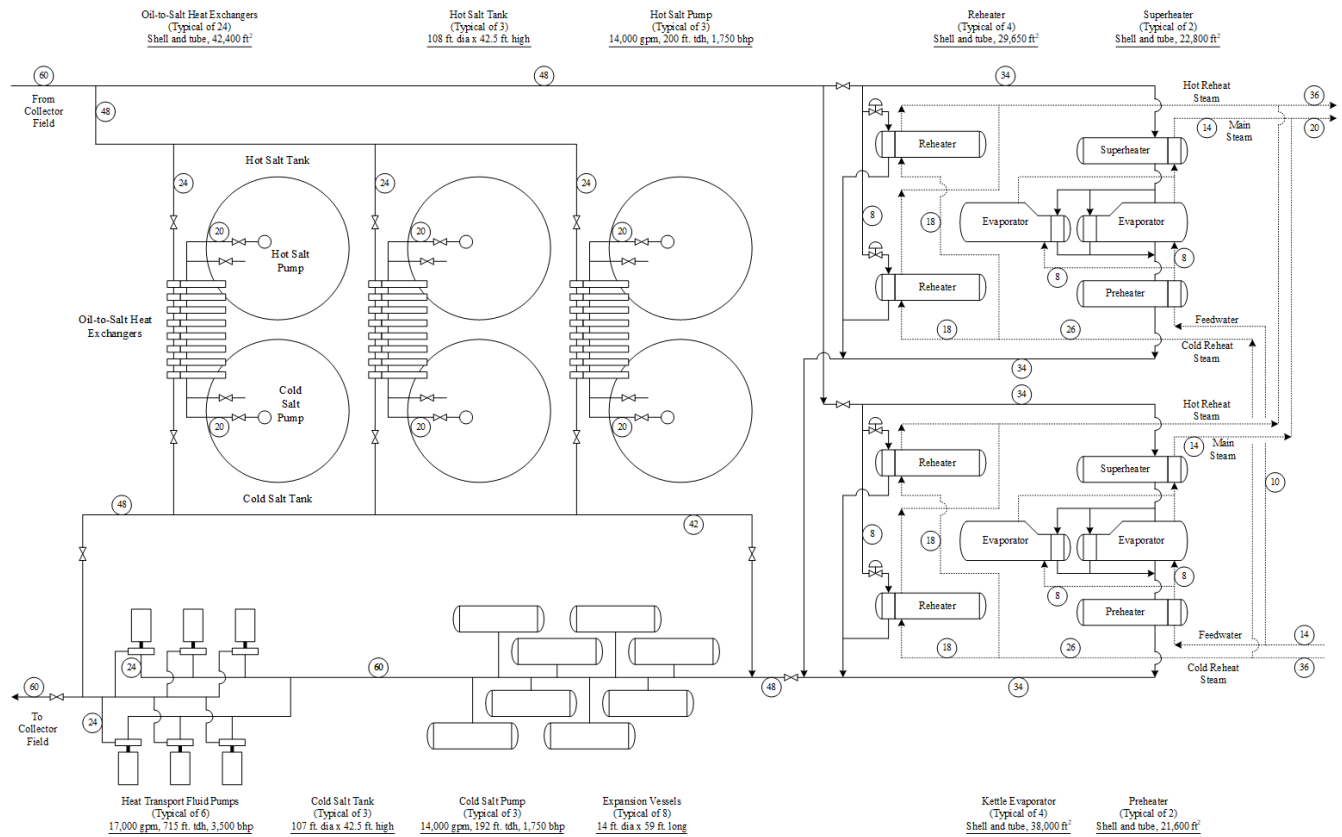 Oil-to-Salt Heat Exchangers
(Typical of 24)
Shell and tube, 42,400 ft²
Hot Salt Tank
(Typical of 3)
108 ft. dia x 42.5 ft. high
Hot Salt Pump
(Typical of 3)
14,000 gpm, 200 ft. tdh, 1,750 bhp
Reheater
(Typical of 4)
Shell and tube, 29,650 ft²
Superheater
(Typical of 2)
Shell and tube, 22,800 ft²
60
48
34
From
Collector
Field
48
Hot Reheat
Steam
36
14
Main
Steam
20
Reheater
Superheater
Hot Salt Tank
24
24
24
8
18
Evaporator
Evaporator
20
20
20
Hot Salt
Pump
8
8
Reheater
Preheater
Oil-to-Salt Heat
Exchangers
18
26
Feedwater
Cold Reheat
Steam
34
Cold
Salt
Pump
20
20
20
34
Hot Reheat
Steam
14
Main
Steam
Reheater
Superheater
10
Cold Salt Tank
48
42
8
18
Evaporator
Evaporator
8
8
Reheater
Preheater
18
26
Feedwater
14
Cold Reheat
Steam
36
24
60
48
34
60
To
Collector
Field
24
Heat Transport Fluid Pumps
(Typical of 6)
17,000 gpm, 715 ft. tdh, 3,500 bhp
Cold Salt Tank
(Typical of 3)
107 ft. dia x 42.5 ft. high
Cold Salt Pump
(Typical of 3)
14,000 gpm, 192 ft. tdh, 1,750 bhp
Expansion Vessels
(Typical of 8)
14 ft. dia x 59 ft. long
Kettle Evaporator
(Typical of 4)
Shell and tube, 38,000 ft²
Preheater
(Typical of 2)
Shell and tube, 21,600 ft²